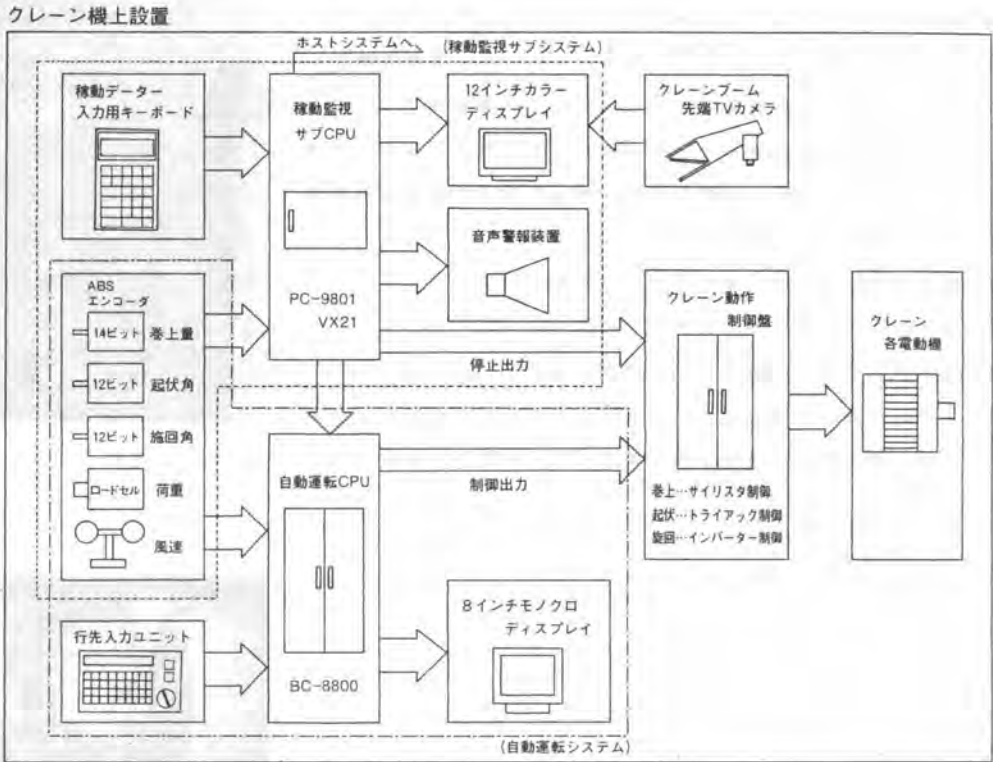 クレーン機上設置
ホストシステムへ
(稼動監視サブシステム)
稼動データー
入力用キーボード
稼動監視
サブCPU
PC-9801
VX21
12インチカラー
ディスプレイ
クレーンブーム
先端TVカメラ
音声警報装置
ABS
エンコーダ
14ビット 巻上量
12ビット 起伏角
12ビット 施回角
ロードセル 荷重
風速
停止出力
クレーン動作
制御盤
巻上…サイリスタ制御
起伏…トライアック制御
旋回…インバーター制御
クレーン
各電動機
自動運転CPU
BC-8800
制御出力
行先入力ユニット
8インチモノクロ
ディスプレイ
(自動運転システム)